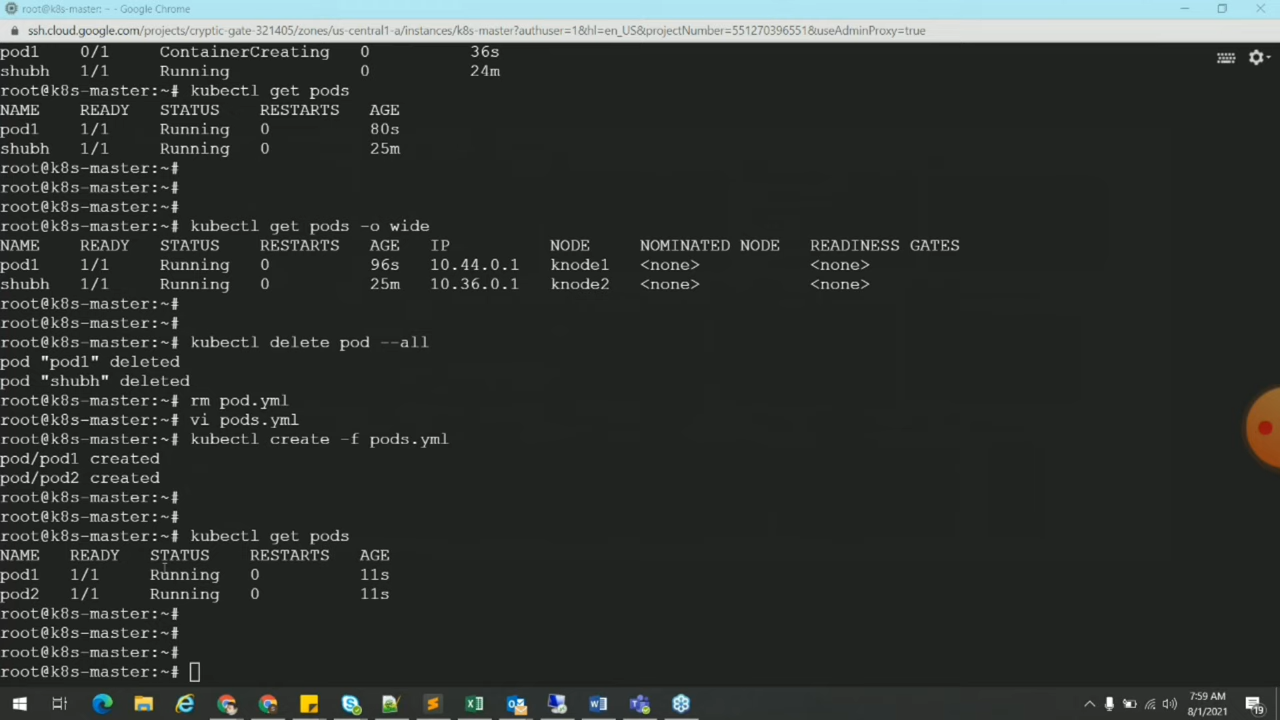 root@k8s-master: ~ - Google Chrome
ssh.cloud.google.com/projects/cryptic-gate-321405/zones/us-central1-a/instances/k8s-master?authuser=1&hl=en_US&projectNumber=551270396551&useAdminProxy=true
pod1 0/1 ContainerCreating 0 36s
shubh 1/1 Running 0 24m
root@k8s-master:~# kubectl get pods
NAME READY STATUS RESTARTS AGE
pod1 1/1 Running 0 80s
shubh 1/1 Running 0 25m
root@k8s-master:~#
root@k8s-master:~#
root@k8s-master:~#
root@k8s-master:~# kubectl get pods -o wide
NAME READY STATUS RESTARTS AGE IP NODE NOMINATED NODE READINESS GATES
pod1 1/1 Running 0 96s 10.44.0.1 knode1 <none> <none>
shubh 1/1 Running 0 25m 10.36.0.1 knode2 <none> <none>
root@k8s-master:~#
root@k8s-master:~#
root@k8s-master:~# kubectl delete pod --all
pod "pod1" deleted
pod "shubh" deleted
root@k8s-master:~# rm pod.yml
root@k8s-master:~# vi pods.yml
root@k8s-master:~# kubectl create -f pods.yml
pod/pod1 created
pod/pod2 created
root@k8s-master:~#
root@k8s-master:~#
root@k8s-master:~# kubectl get pods
NAME READY STATUS RESTARTS AGE
pod1 1/1 Running 0 11s
pod2 1/1 Running 0 11s
root@k8s-master:~#
root@k8s-master:~#
root@k8s-master:~#
root@k8s-master:~#
7:59 AM
8/1/2021
19